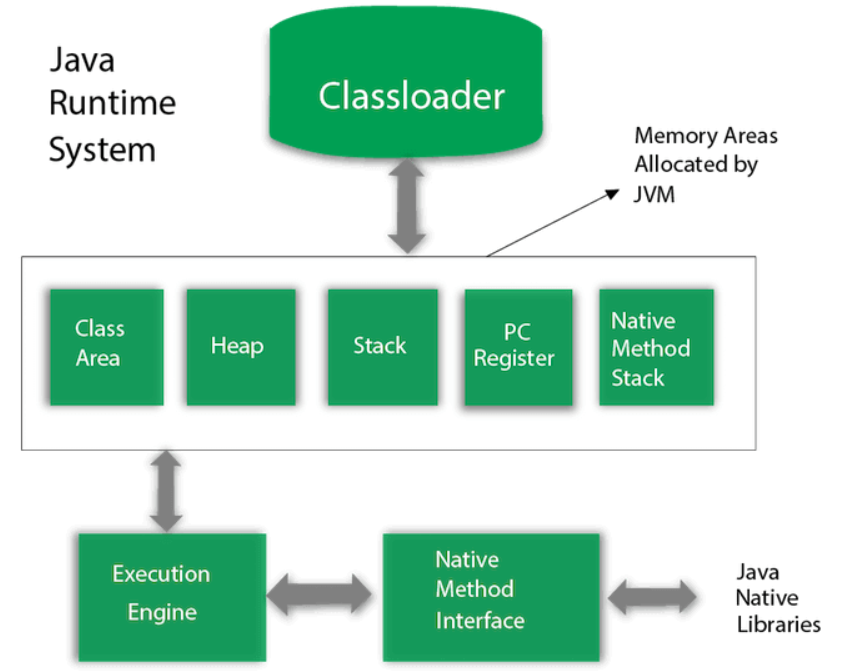 Java
Runtime
System
Classloader
Memory Areas
Allocated by
JVM
Class
Area
Heap
Stack
PC
Register
Native
Method
Stack
Execution
Engine
Native
Method
Interface
Java
Native
Libraries